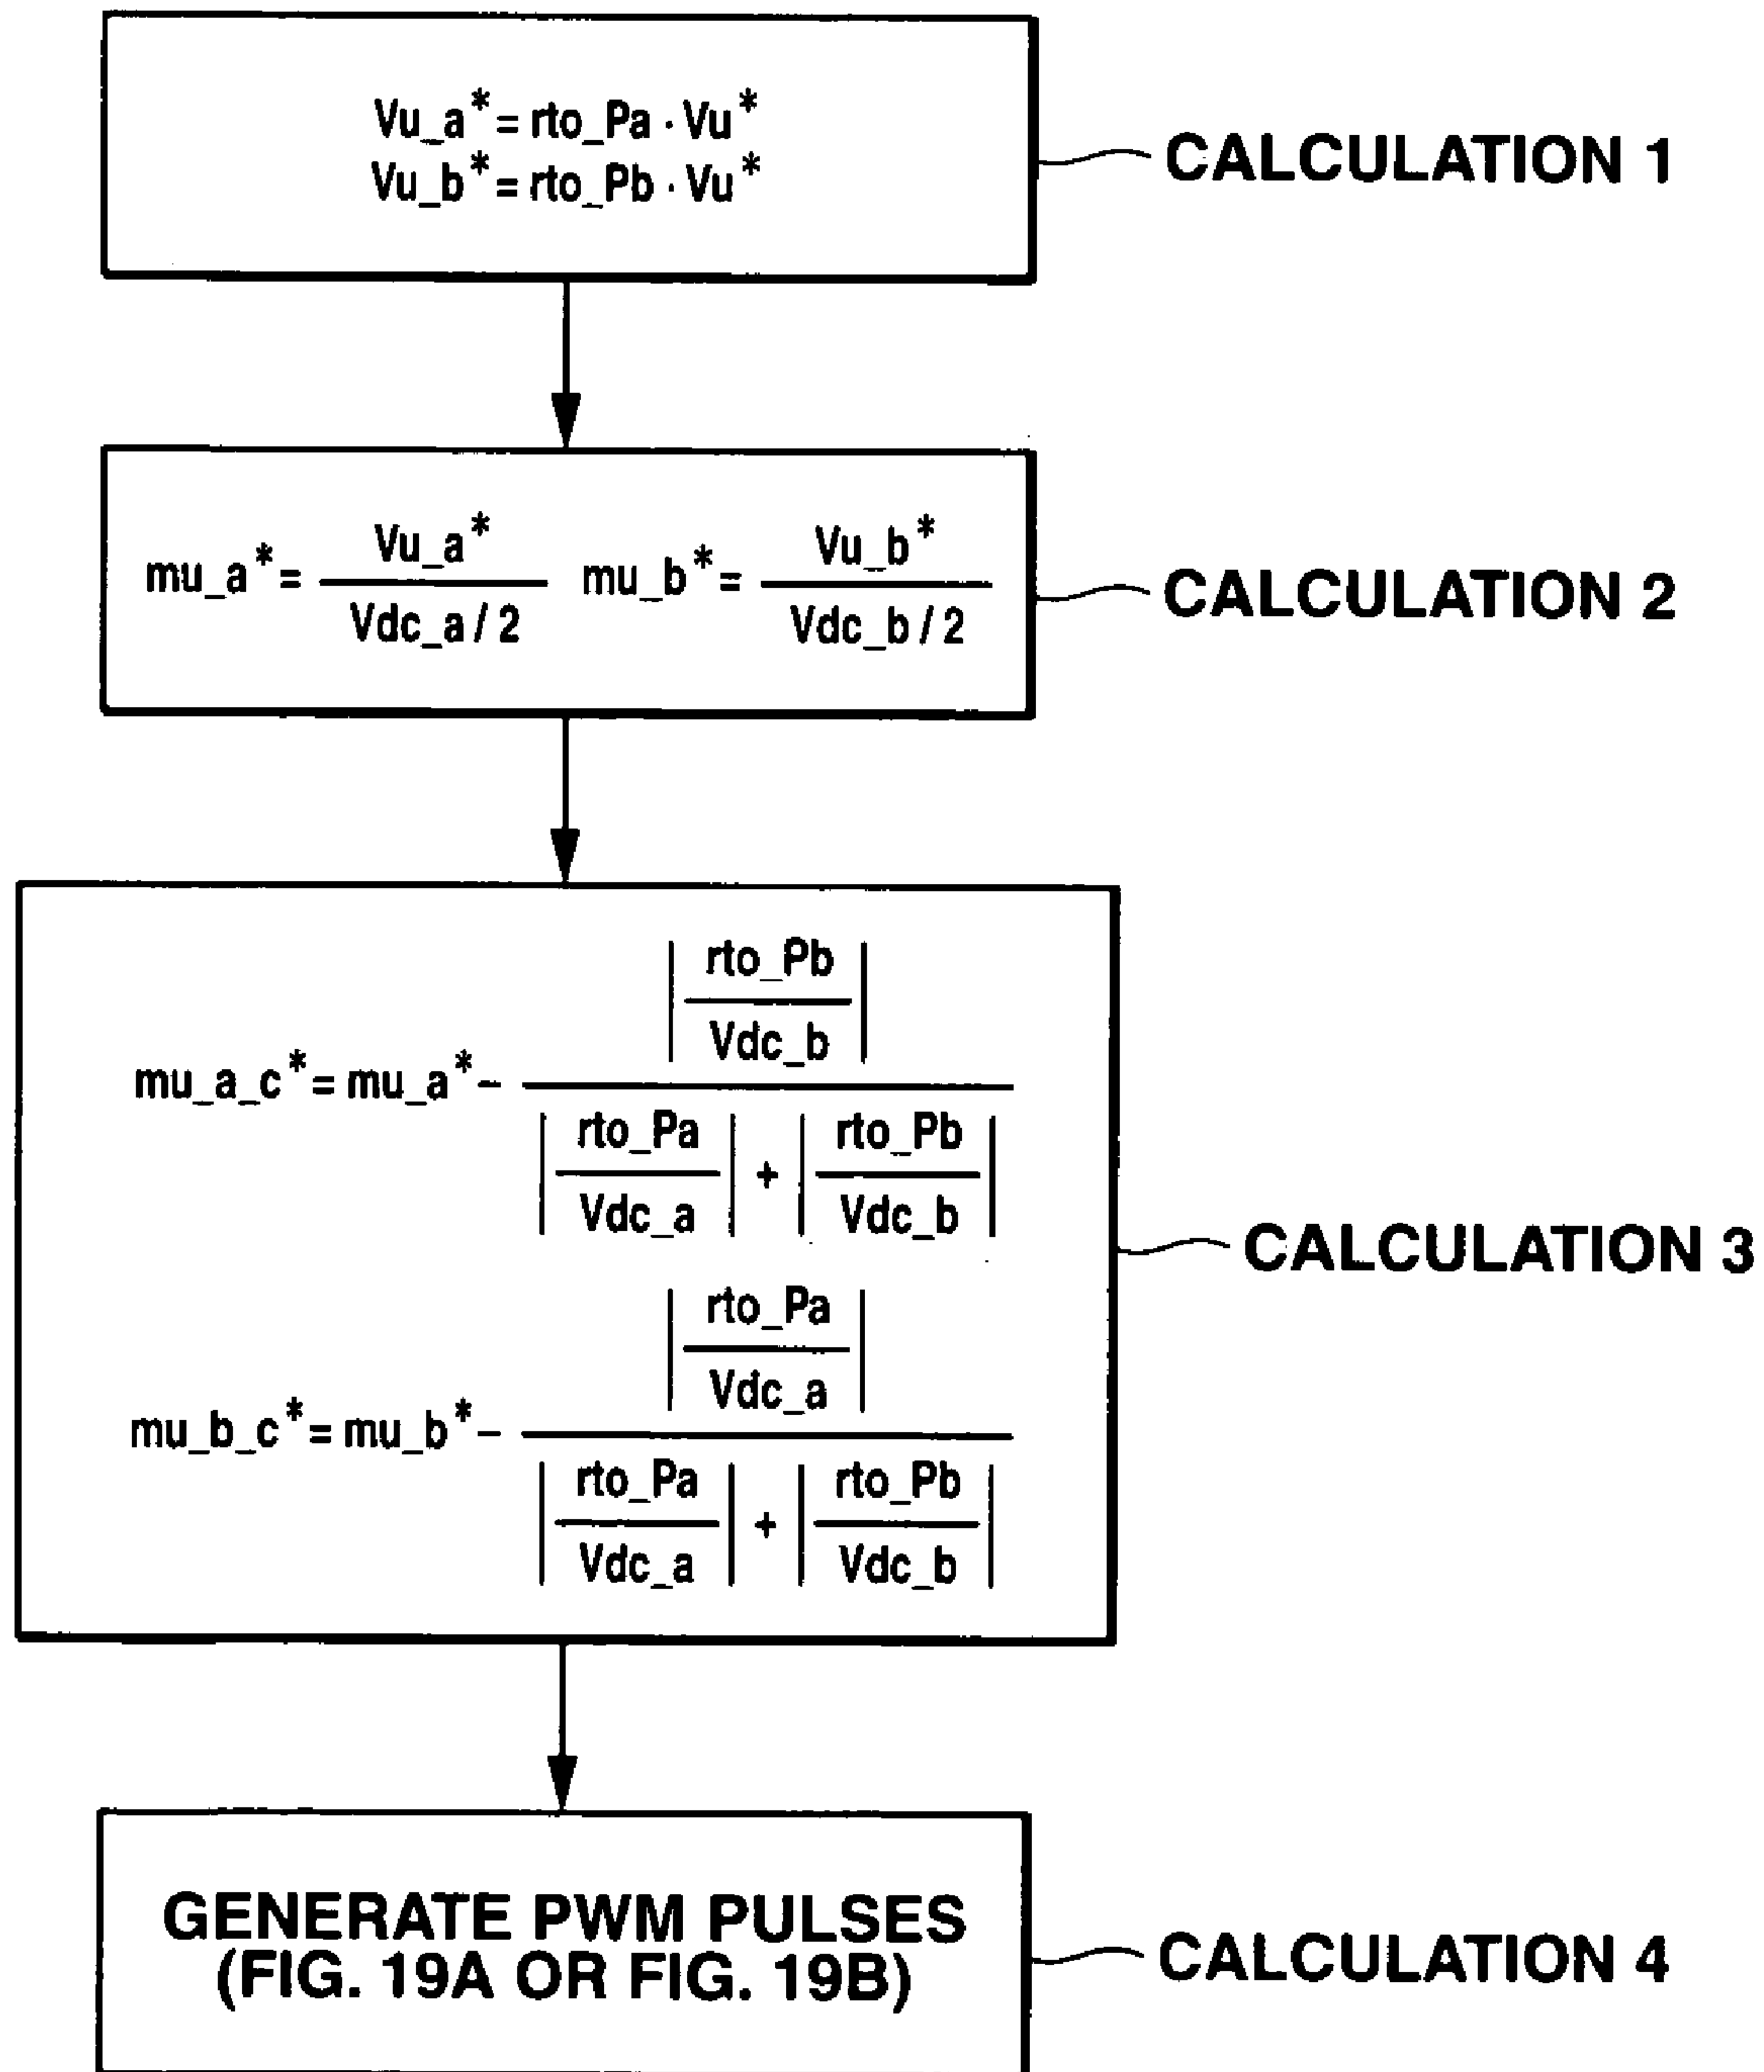 Vu_a* = rto_Pa · Vu*
Vu_b* = rto_Pb · Vu*
CALCULATION 1
mu_a* = Vu_a* / (Vdc_a / 2) mu_b* = Vu_b* / (Vdc_b / 2)
CALCULATION 2
mu_a_c* = mu_a* − |rto_Pb / Vdc_b| / (|rto_Pa / Vdc_a| + |rto_Pb / Vdc_b|)
mu_b_c* = mu_b* − |rto_Pa / Vdc_a| / (|rto_Pa / Vdc_a| + |rto_Pb / Vdc_b|)
CALCULATION 3
GENERATE PWM PULSES
(FIG. 19A OR FIG. 19B)
CALCULATION 4